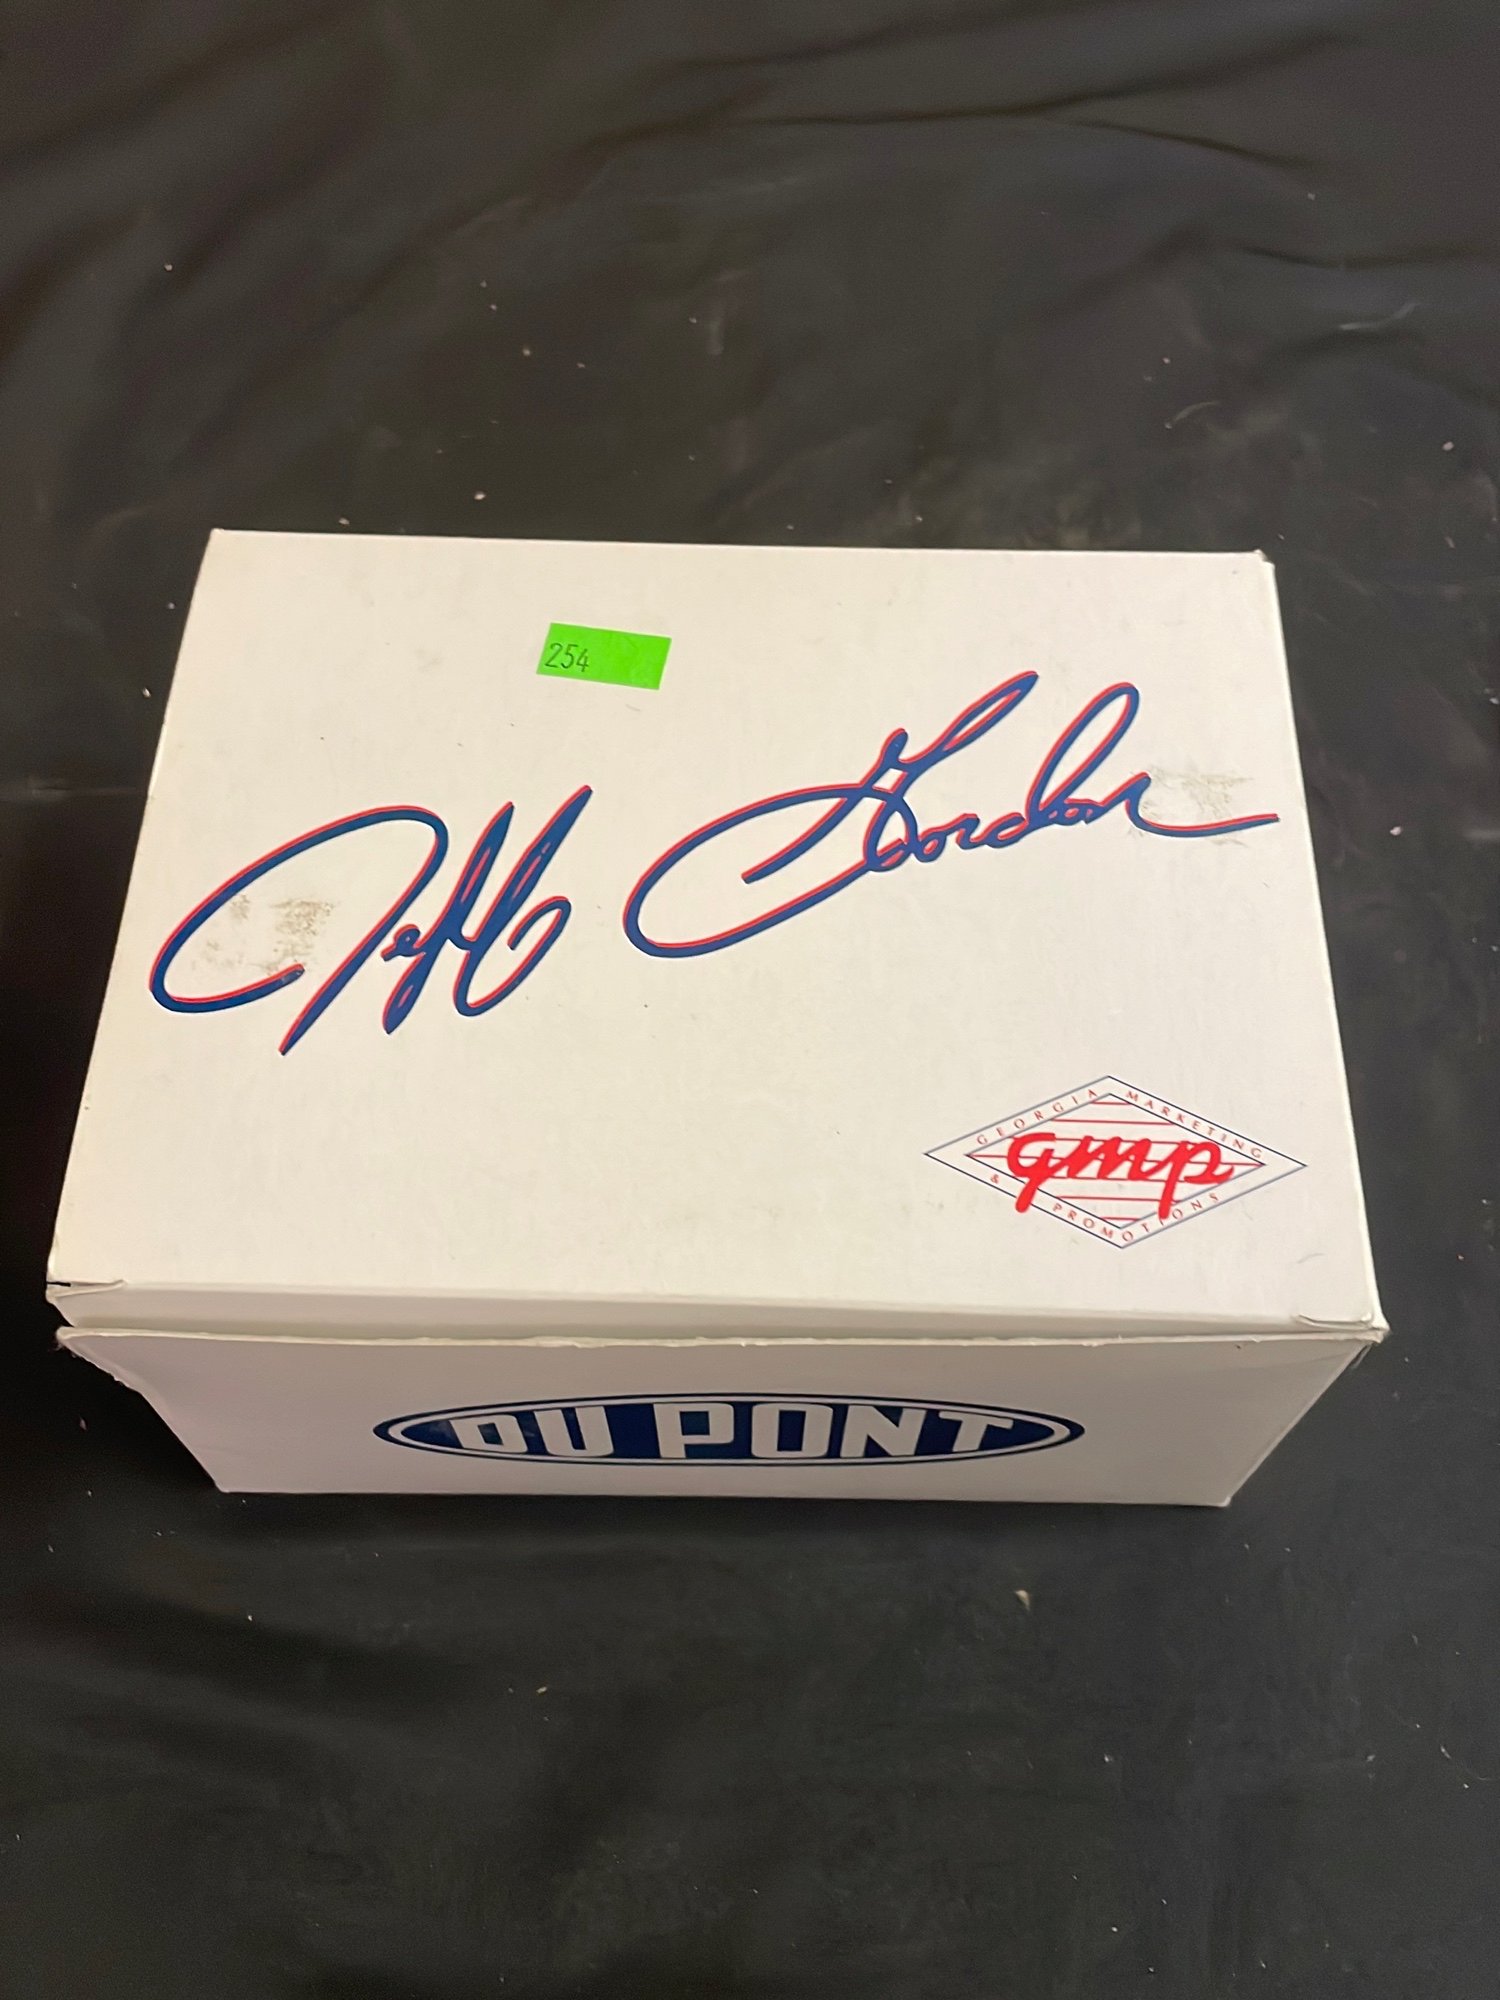 254
Jeff Gordon
GEORGIA MARKETING
gmp
& PROMOTIONS
DU PONT